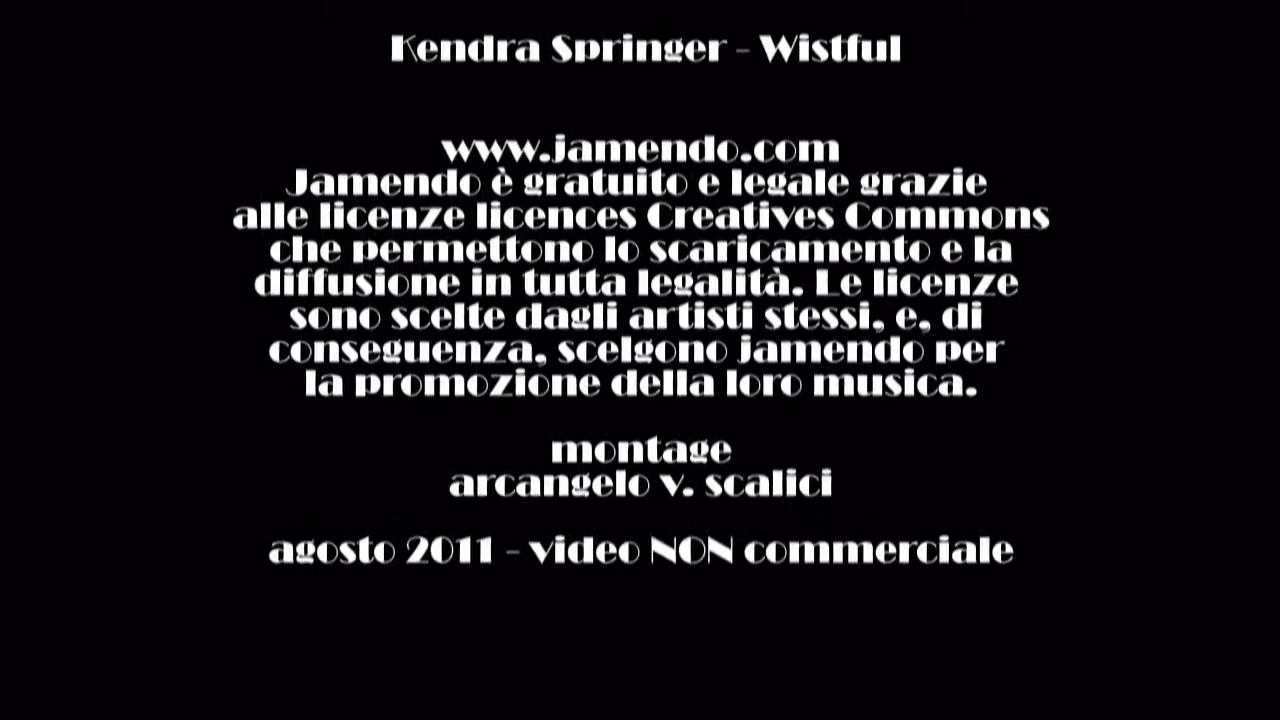 Kendra Springer - Wistful
www.jamendo.com
Jamendo è gratuito e legale grazie
alle licenze licences Creatives Commons
che permettono lo scaricamento e la
diffusione in tutta legalità. Le licenze
sono scelte dagli artisti stessi, e, di
conseguenza, scelgono jamendo per
la promozione della loro musica.
montage
arcangelo v. scalici
agosto 2011 - video NON commerciale